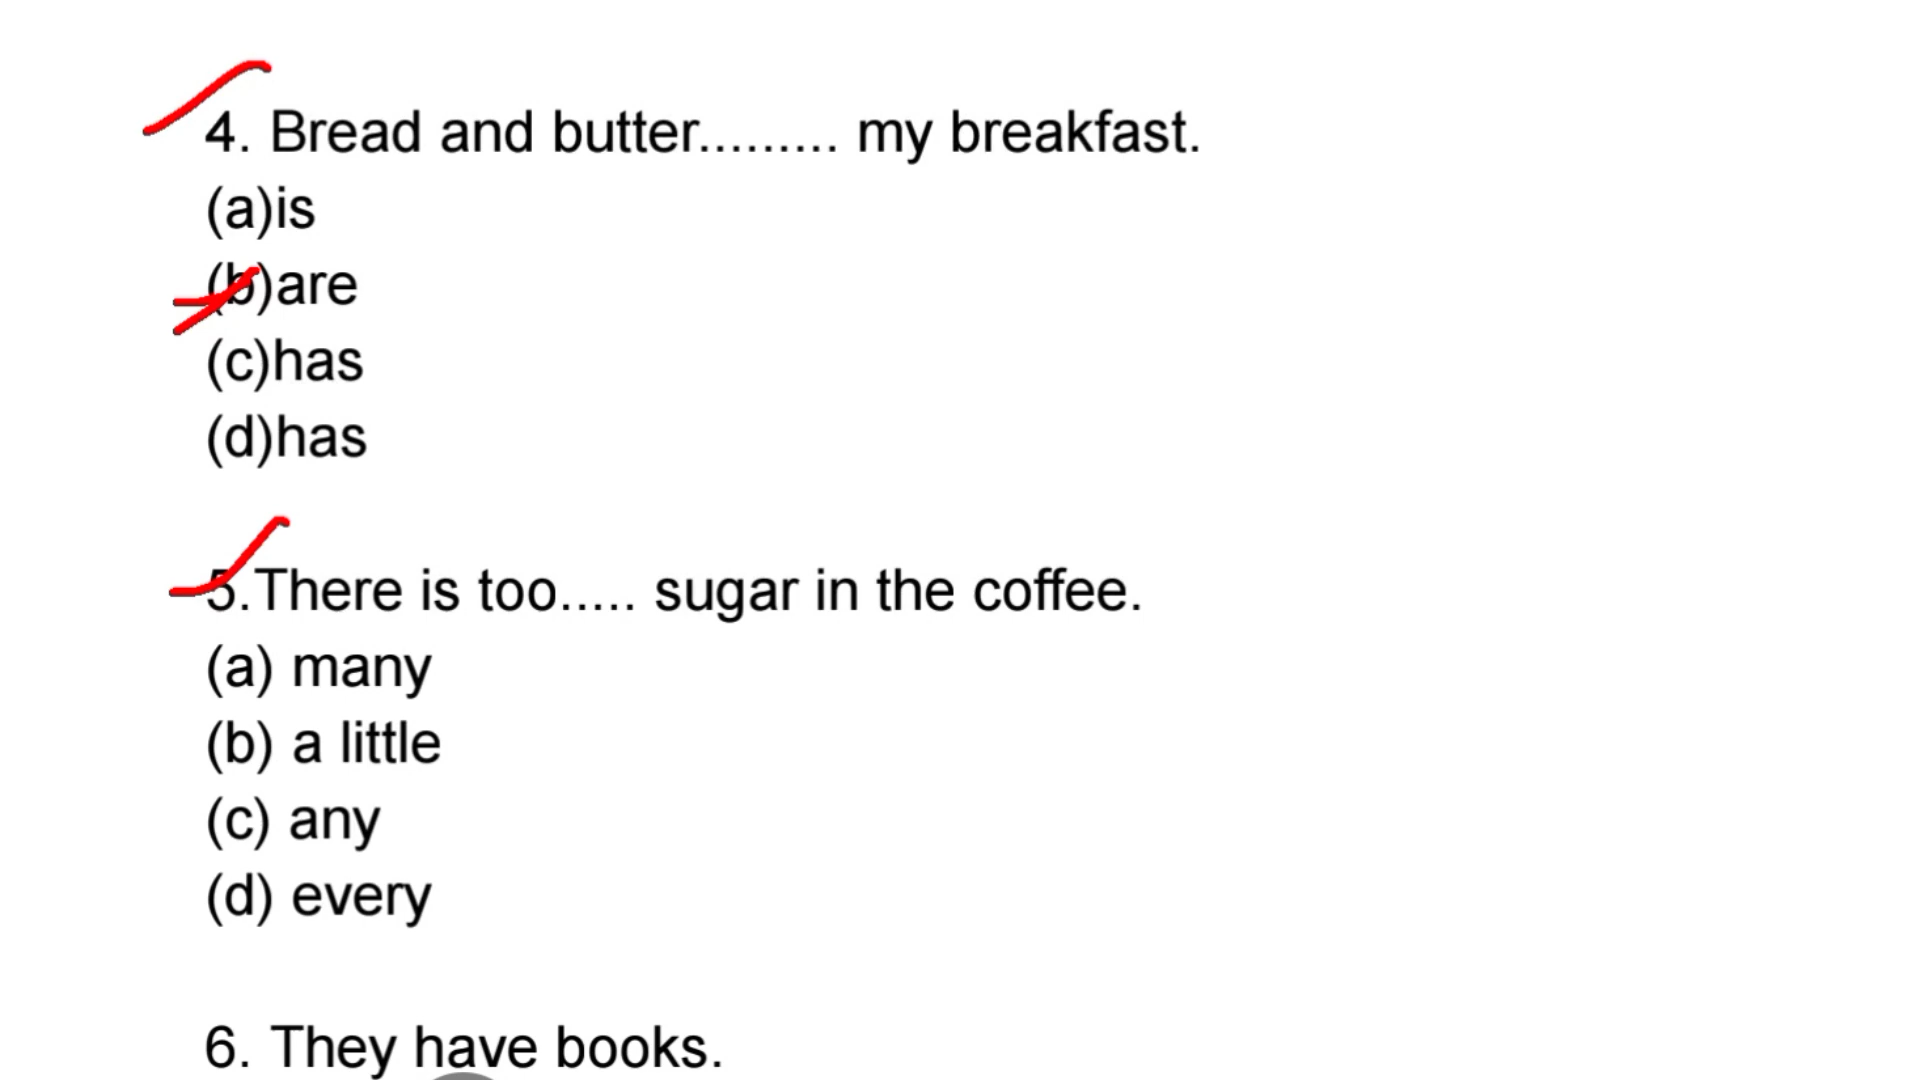 4. Bread and butter......... my breakfast.
(a)is
(b)are
(c)has
(d)has
5.There is too..... sugar in the coffee.
(a) many
(b) a little
(c) any
(d) every
6. They have books.